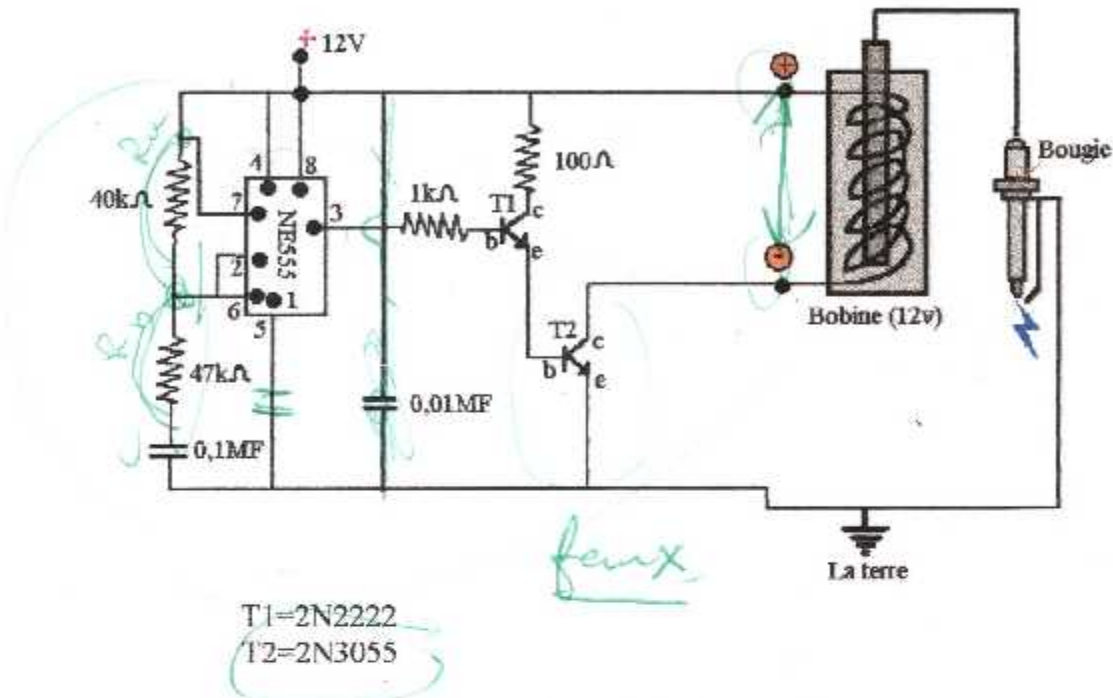 + 12V
4
8
40kΩ
7
3
NE555
2
6
1
5
1kΩ
T1
b
c
e
100Ω
+
-
Bobine (12v)
Bougie
T2
b
c
e
47kΩ
0,1MF
0,01MF
La terre
faux
T1=2N2222
T2=2N3055